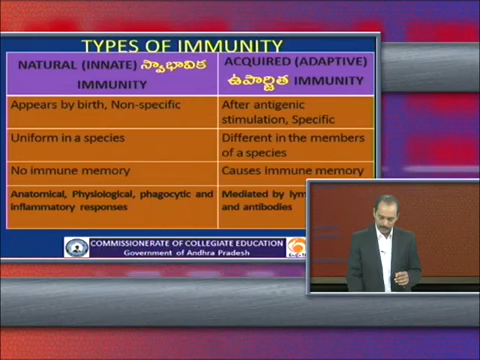 TYPES OF IMMUNITY
NATURAL (INNATE) స్వాభావిక
IMMUNITY
ACQUIRED (ADAPTIVE)
ఉపార్జిత IMMUNITY
Appears by birth, Non-specific
After antigenic
stimulation, Specific
Uniform in a species
Different in the members
of a species
No immune memory
Causes immune memory
Anatomical, Physiological, phagocytic and
inflammatory responses
Mediated by
and antibodies
COMMISSIONERATE OF COLLEGIATE EDUCATION
Government of Andhra Pradesh